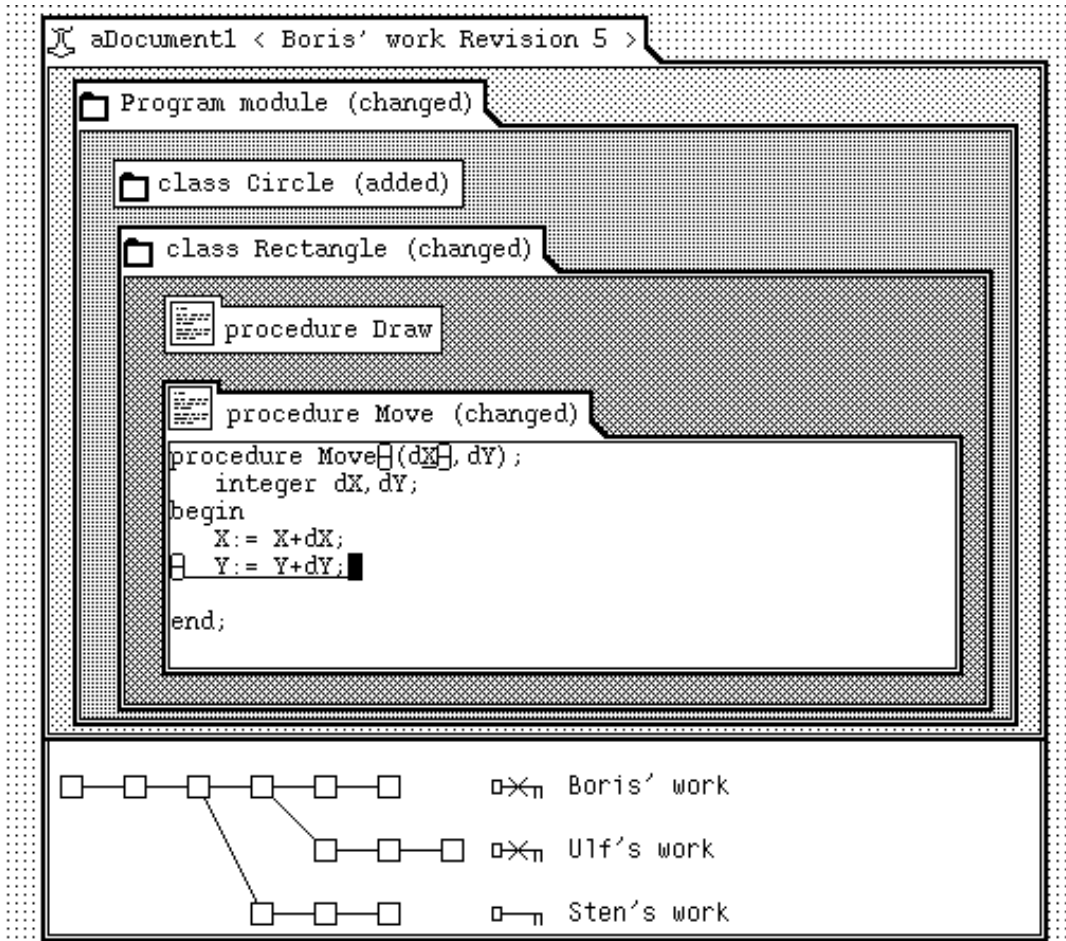 aDocument1 < Boris' work Revision 5 >
Program module (changed)
class Circle (added)
class Rectangle (changed)
procedure Draw
procedure Move (changed)
procedure Move(dX,dY);
integer dX,dY;
begin
X:= X+dX;
Y:= Y+dY;
end;
Boris' work
Ulf's work
Sten's work